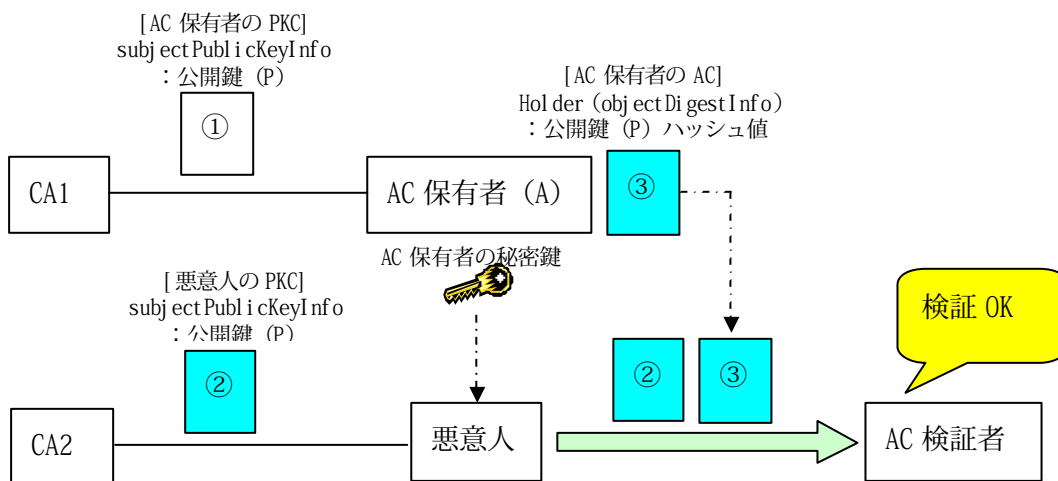 [AC 保有者の PKC]
subjectPublicKeyInfo
：公開鍵（P）
①
[AC 保有者の AC]
Holder（objectDigestInfo）
：公開鍵（P）ハッシュ値
CA1
AC 保有者（A）
③
AC 保有者の秘密鍵
[悪意人の PKC]
subjectPublicKeyInfo
：公開鍵（P）
②
検証 OK
②
③
CA2
悪意人
AC 検証者